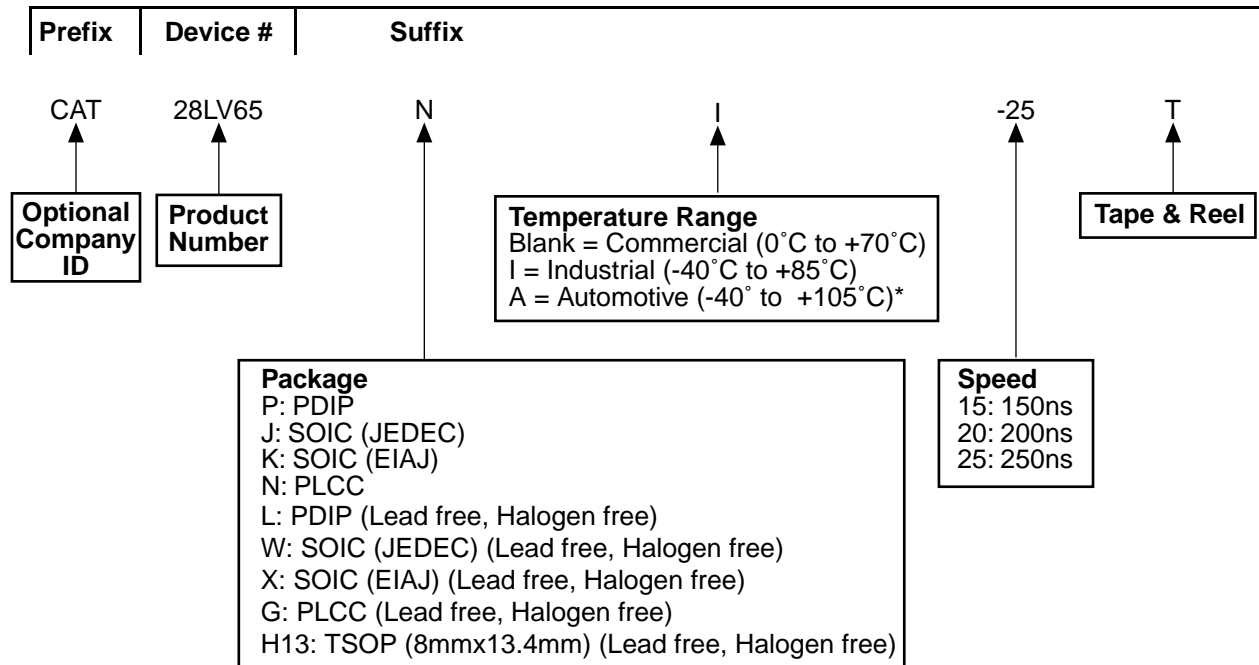 Prefix Device # Suffix
CAT 28LV65 N I -25 T
Optional
Company
ID
Product
Number
Temperature Range
Blank = Commercial (0˚C to +70˚C)
I = Industrial (-40˚C to +85˚C)
A = Automotive (-40˚ to +105˚C)*
Tape & Reel
Package
P: PDIP
J: SOIC (JEDEC)
K: SOIC (EIAJ)
N: PLCC
L: PDIP (Lead free, Halogen free)
W: SOIC (JEDEC) (Lead free, Halogen free)
X: SOIC (EIAJ) (Lead free, Halogen free)
G: PLCC (Lead free, Halogen free)
H13: TSOP (8mmx13.4mm) (Lead free, Halogen free)
Speed
15: 150ns
20: 200ns
25: 250ns